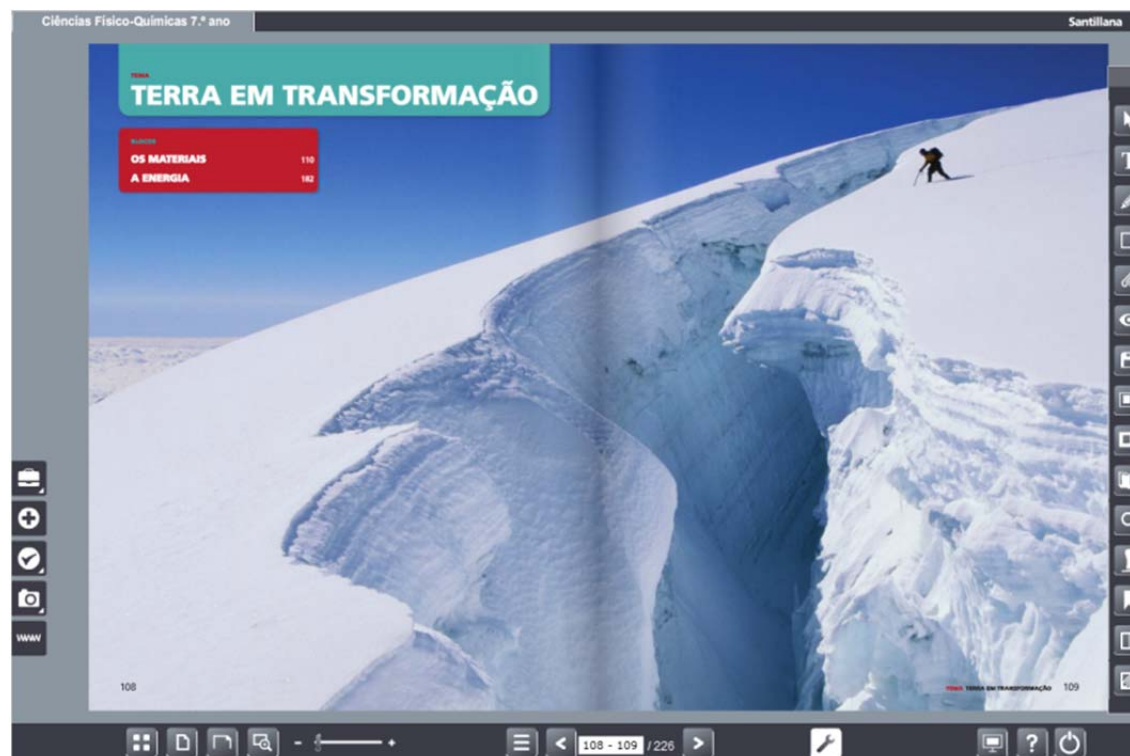 Ciências Físico-Químicas 7.º ano
Santillana
TEMA
TERRA EM TRANSFORMAÇÃO
BLOCOS
OS MATERIAIS 110
A ENERGIA 182
www
108
TEMA TERRA EM TRANSFORMAÇÃO 109
108 - 109 / 226